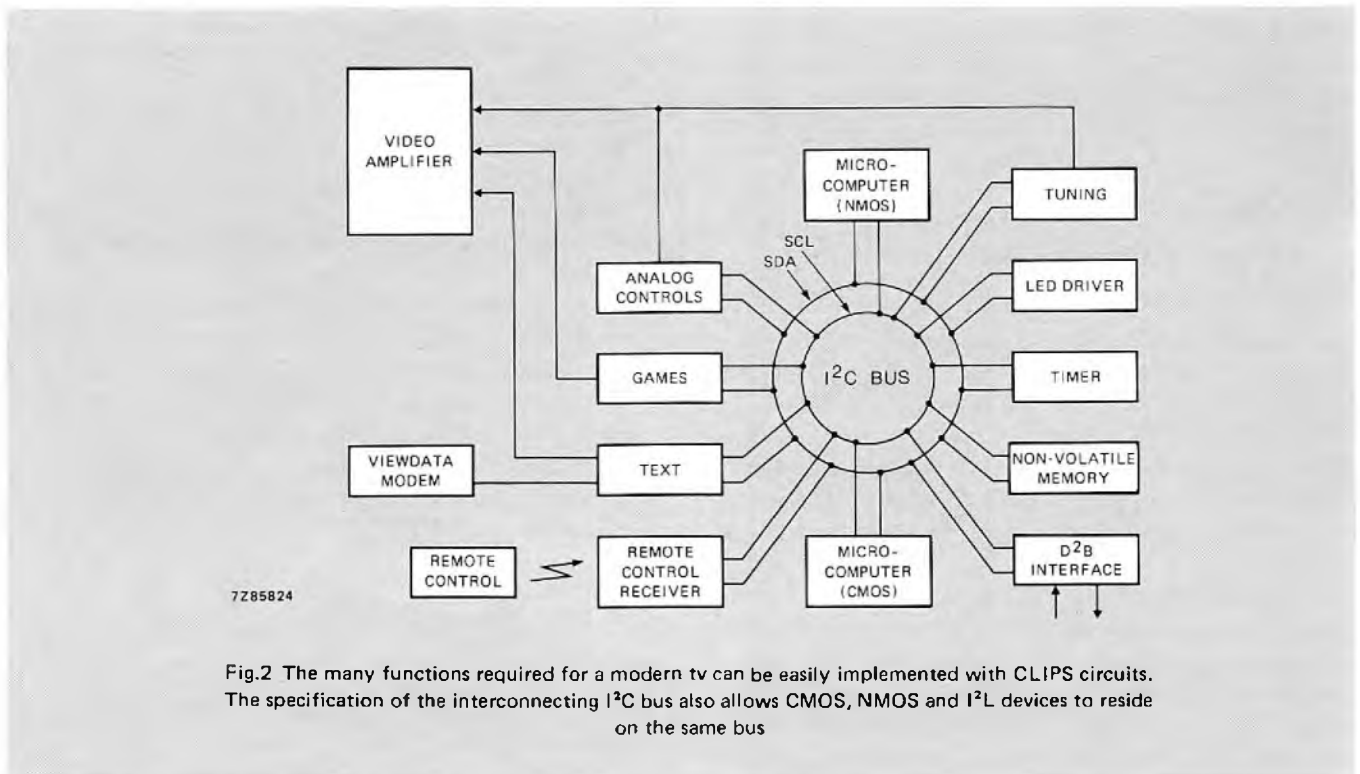 VIDEO
AMPLIFIER
MICRO-
COMPUTER
(NMOS)
TUNING
SCL
SDA
ANALOG
CONTROLS
LED DRIVER
GAMES
I²C BUS
TIMER
VIEWDATA
MODEM
TEXT
NON-VOLATILE
MEMORY
REMOTE
CONTROL
REMOTE
CONTROL
RECEIVER
MICRO-
COMPUTER
(CMOS)
D²B
INTERFACE
7Z85824
Fig.2 The many functions required for a modern tv can be easily implemented with CLIPS circuits.
The specification of the interconnecting I²C bus also allows CMOS, NMOS and I²L devices to reside
on the same bus